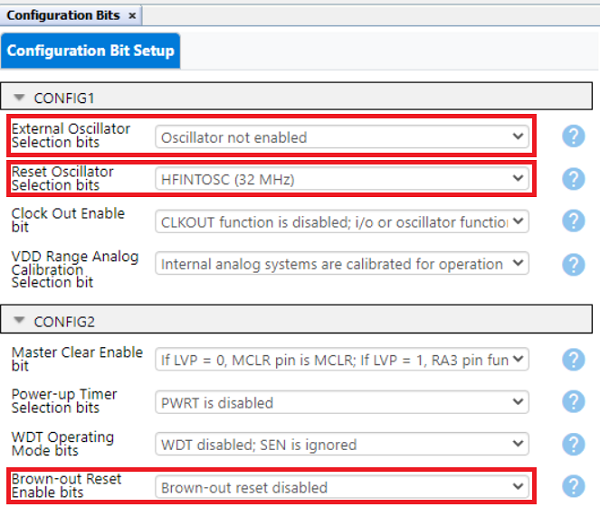 Configuration Bits ×
Configuration Bit Setup
CONFIG1
External Oscillator
Selection bits
Oscillator not enabled
?
Reset Oscillator
Selection bits
HFINTOSC (32 MHz)
?
Clock Out Enable
bit
CLKOUT function is disabled; i/o or oscillator function
?
VDD Range Analog
Calibration
Selection bit
Internal analog systems are calibrated for operation
?
CONFIG2
Master Clear Enable
bit
If LVP = 0, MCLR pin is MCLR; If LVP = 1, RA3 pin fun
?
Power-up Timer
Selection bits
PWRT is disabled
?
WDT Operating
Mode bits
WDT disabled; SEN is ignored
?
Brown-out Reset
Enable bits
Brown-out reset disabled
?